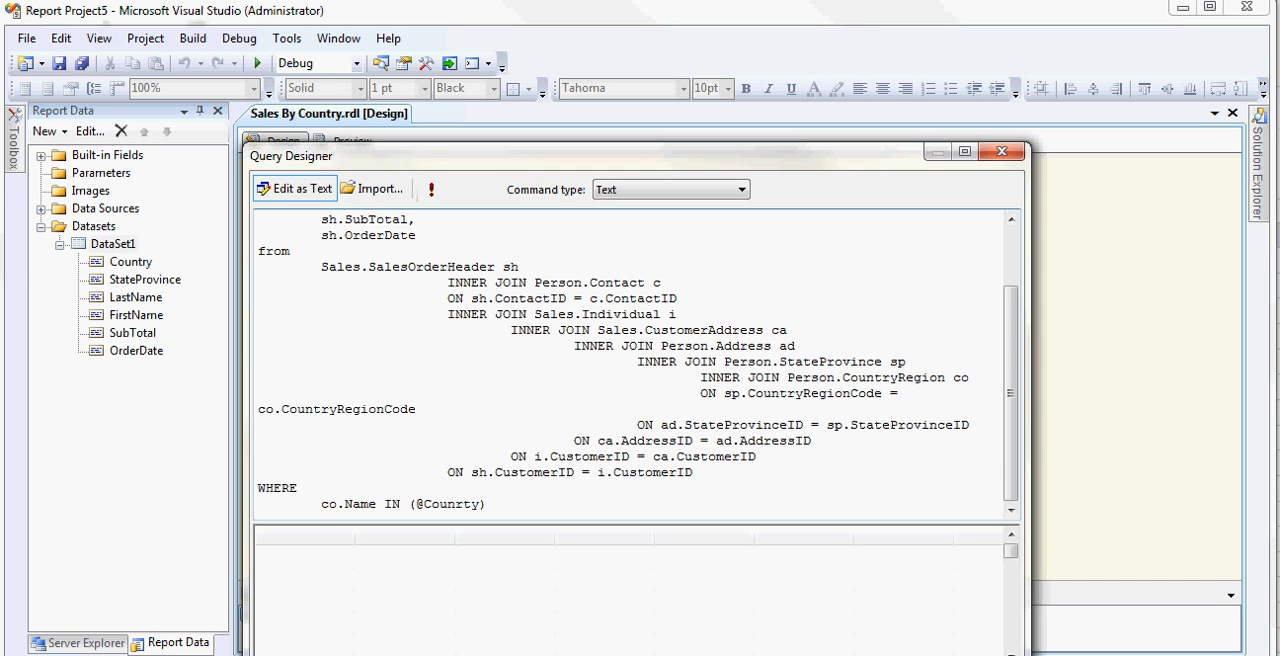 Report Project5 - Microsoft Visual Studio (Administrator)
File Edit View Project Build Debug Tools Window Help
Debug
100% Solid 1 pt Black Tahoma 10pt B I U A
Report Data
Sales By Country.rdl [Design]
New Edit...
Toolbox
Solution Explorer
Design Preview
Built-in Fields
Parameters
Images
Data Sources
Datasets
DataSet1
Country
StateProvince
LastName
FirstName
SubTotal
OrderDate
Query Designer
Edit as Text Import... ! Command type: Text
sh.SubTotal,
sh.OrderDate
from
Sales.SalesOrderHeader sh
INNER JOIN Person.Contact c
ON sh.ContactID = c.ContactID
INNER JOIN Sales.Individual i
INNER JOIN Sales.CustomerAddress ca
INNER JOIN Person.Address ad
INNER JOIN Person.StateProvince sp
INNER JOIN Person.CountryRegion co
ON sp.CountryRegionCode =
co.CountryRegionCode
ON ad.StateProvinceID = sp.StateProvinceID
ON ca.AddressID = ad.AddressID
ON i.CustomerID = ca.CustomerID
ON sh.CustomerID = i.CustomerID
WHERE
co.Name IN (@Counrty)
Server Explorer Report Data